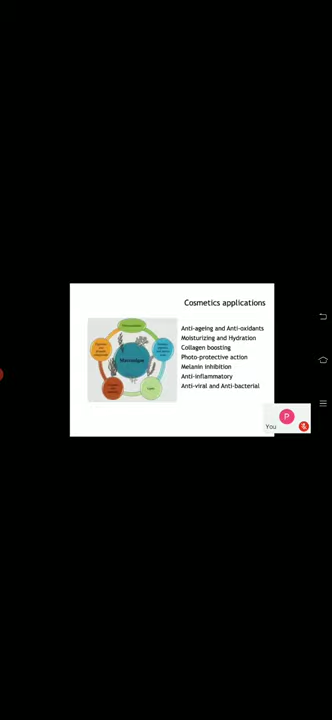 Cosmetics applications
Anti-ageing and Anti-oxidants
Moisturizing and Hydration
Collagen boosting
Photo-protective action
Melanin inhibition
Anti-inflammatory
Anti-viral and Anti-bacterial
P
You